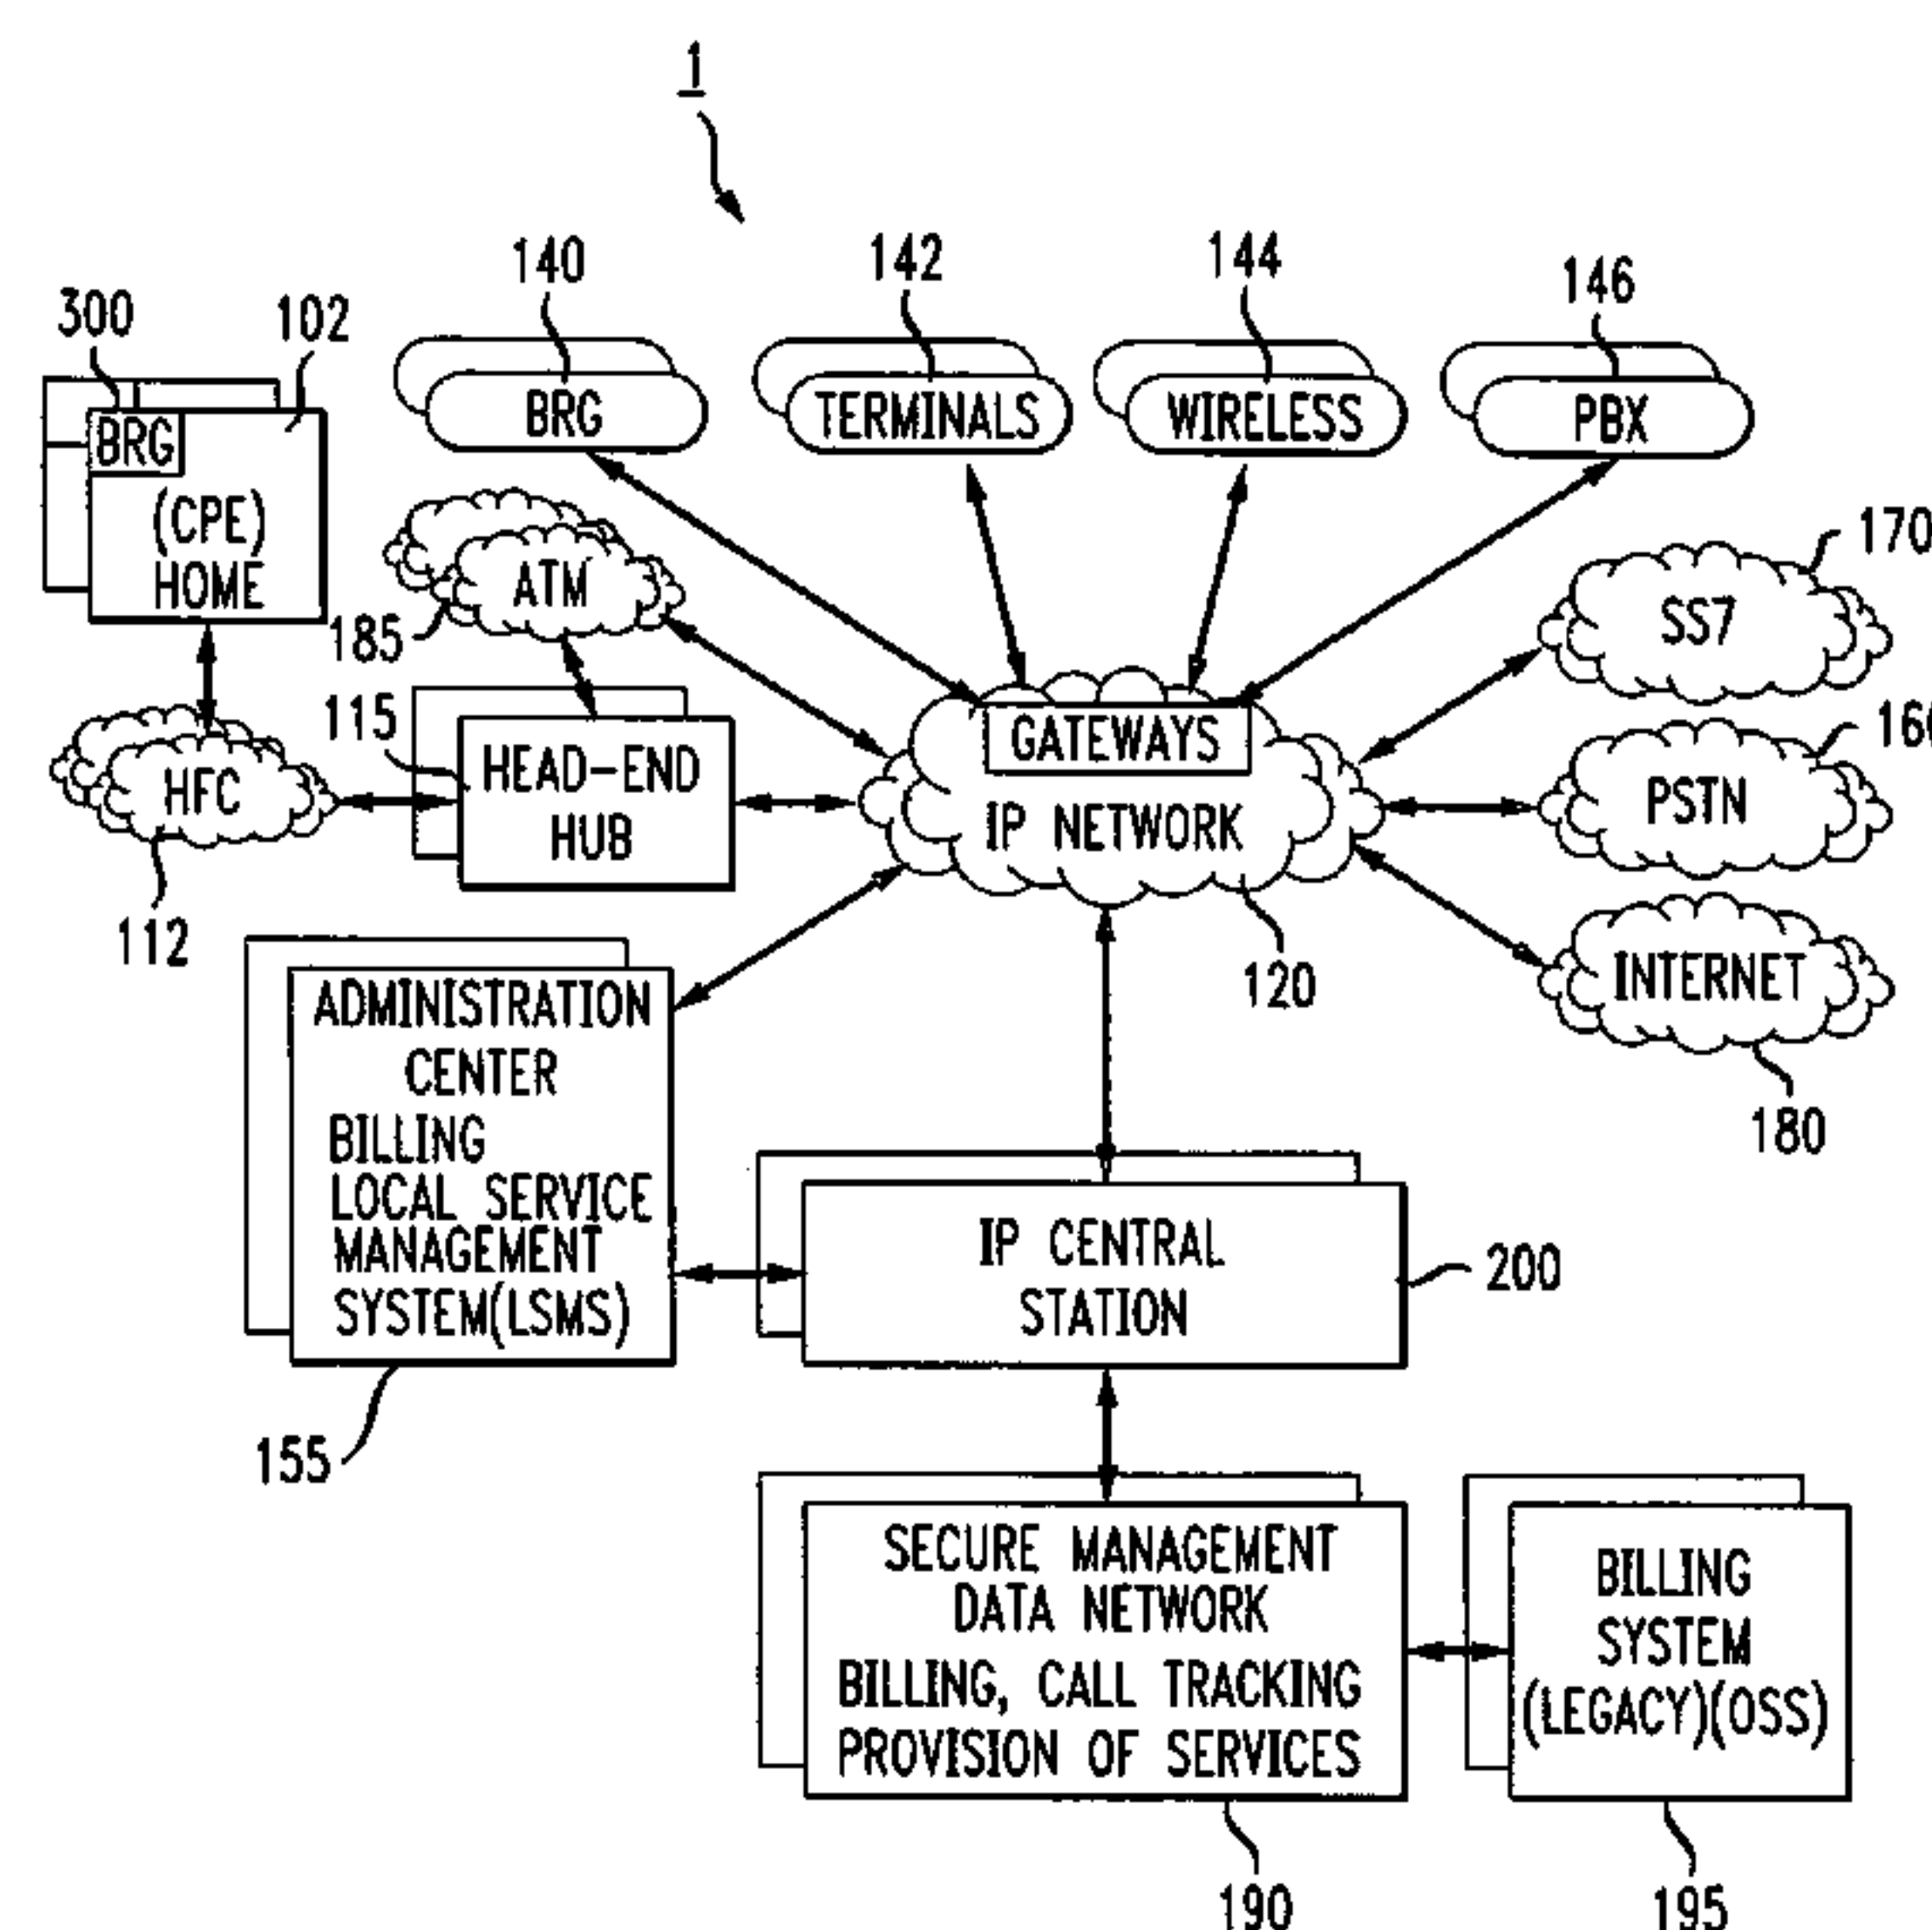 1
140
142
144
146
300
102
BRG
TERMINALS
WIRELESS
PBX
BRG
(CPE)
HOME
ATM
185
170
SS7
115
HEAD-END
HUB
GATEWAYS
IP NETWORK
HFC
112
PSTN
120
INTERNET
180
ADMINISTRATION
CENTER
BILLING
LOCAL SERVICE
MANAGEMENT
SYSTEM(LSMS)
155
IP CENTRAL
STATION
200
SECURE MANAGEMENT
DATA NETWORK
BILLING, CALL TRACKING
PROVISION OF SERVICES
190
BILLING
SYSTEM
(LEGACY)(OSS)
195